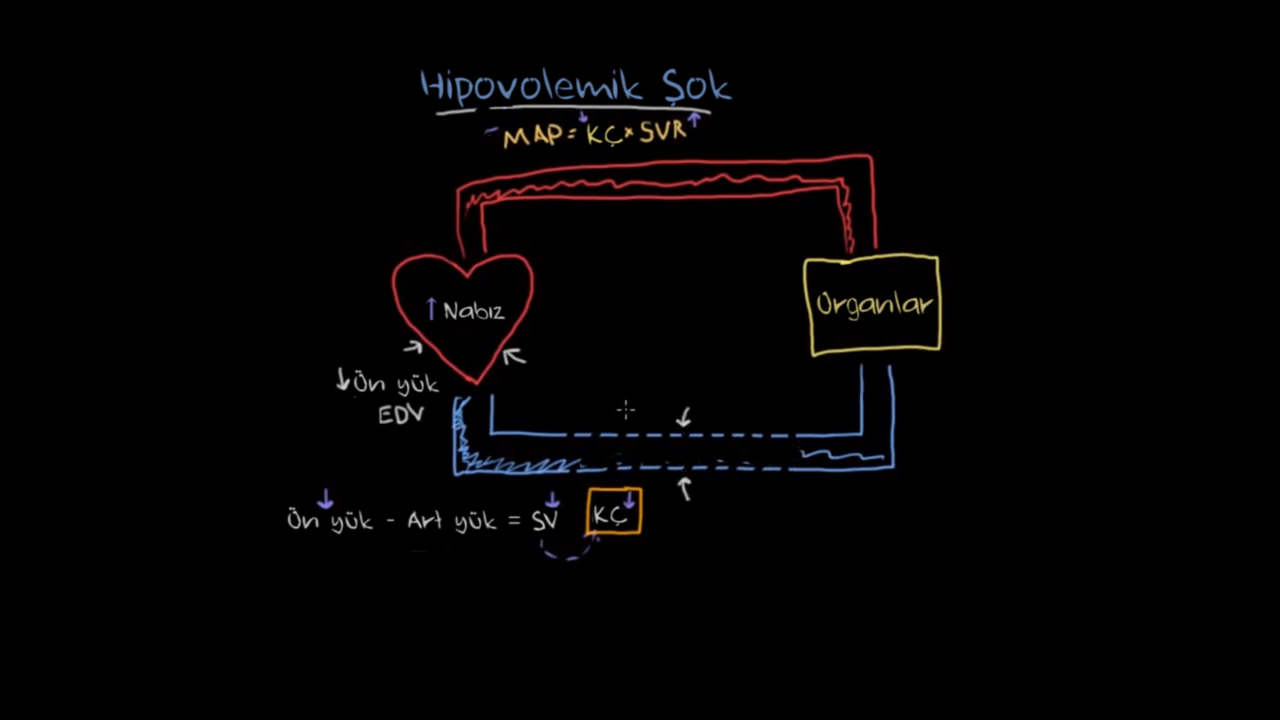 Hipovolemik Şok
- MAP = ↓KÇ × SVR↑
↑ Nabız
Organlar
↓Ön yük
EDV
Ön yük - Art yük = SV KÇ